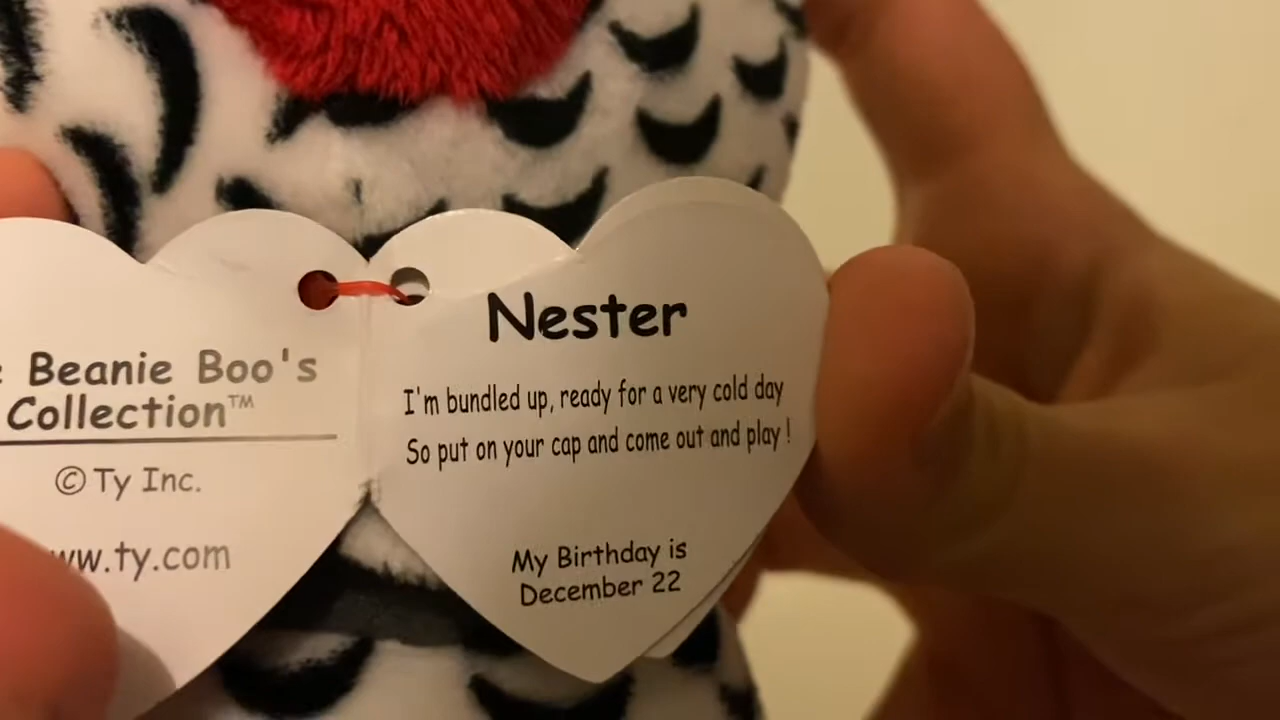 Beanie Boo's
Collection™
© Ty Inc.
w.ty.com
Nester
I'm bundled up, ready for a very cold day
So put on your cap and come out and play !
My Birthday is
December 22